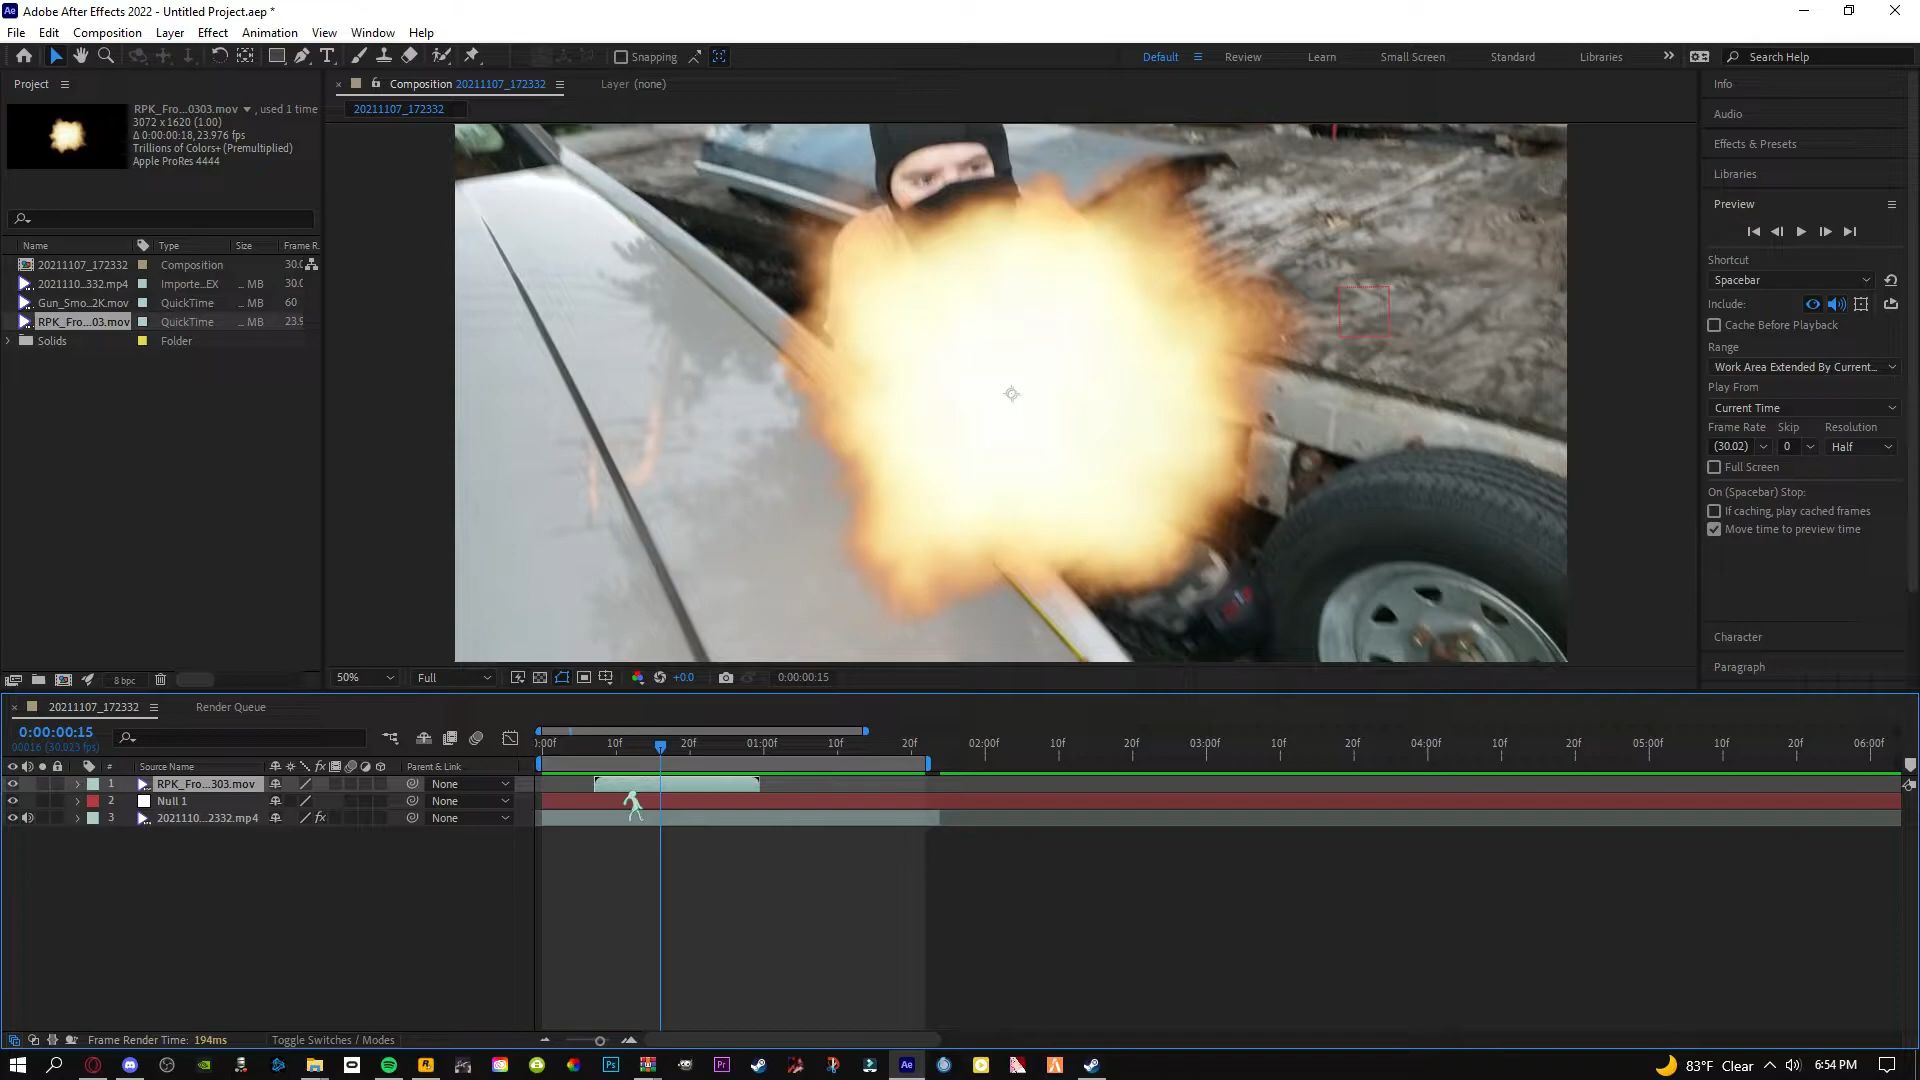 Adobe After Effects 2022 - Untitled Project.aep *
File Edit Composition Layer Effect Animation View Window Help
Snapping
Default Review Learn Small Screen Standard Libraries Search Help
Project
Composition 20211107_172332
Layer (none)
20211107_172332
RPK_Fro...0303.mov , used 1 time
3072 x 1620 (1.00)
Δ 0:00:00:18, 23.976 fps
Trillions of Colors+ (Premultiplied)
Apple ProRes 4444
Name Type Size Frame R.
20211107_172332 Composition 30.0
2021110...332.mp4 Importe...EX ... MB 30.0
Gun_Smo...2K.mov QuickTime ... MB 60
RPK_Fro...03.mov QuickTime ... MB 23.9
Solids Folder
8 bpc
50% Full +0.0 0:00:00:15
Info
Audio
Effects & Presets
Libraries
Preview
Shortcut
Spacebar
Include:
Cache Before Playback
Range
Work Area Extended By Current...
Play From
Current Time
Frame Rate Skip Resolution
(30.02) 0 Half
Full Screen
On (Spacebar) Stop:
If caching, play cached frames
Move time to preview time
Character
Paragraph
20211107_172332
Render Queue
0:00:00:15
00016 (30.023 fps)
:00f 10f 20f 01:00f 10f 20f 02:00f 10f 20f 03:00f 10f 20f 04:00f 10f 20f 05:00f 10f 20f 06:00f
# Source Name fx Parent & Link
1 RPK_Fro...303.mov None
2 Null 1 None
3 2021110...2332.mp4 fx None
Frame Render Time: 194ms Toggle Switches / Modes
Ps Pr Ae
83°F Clear 6:54 PM